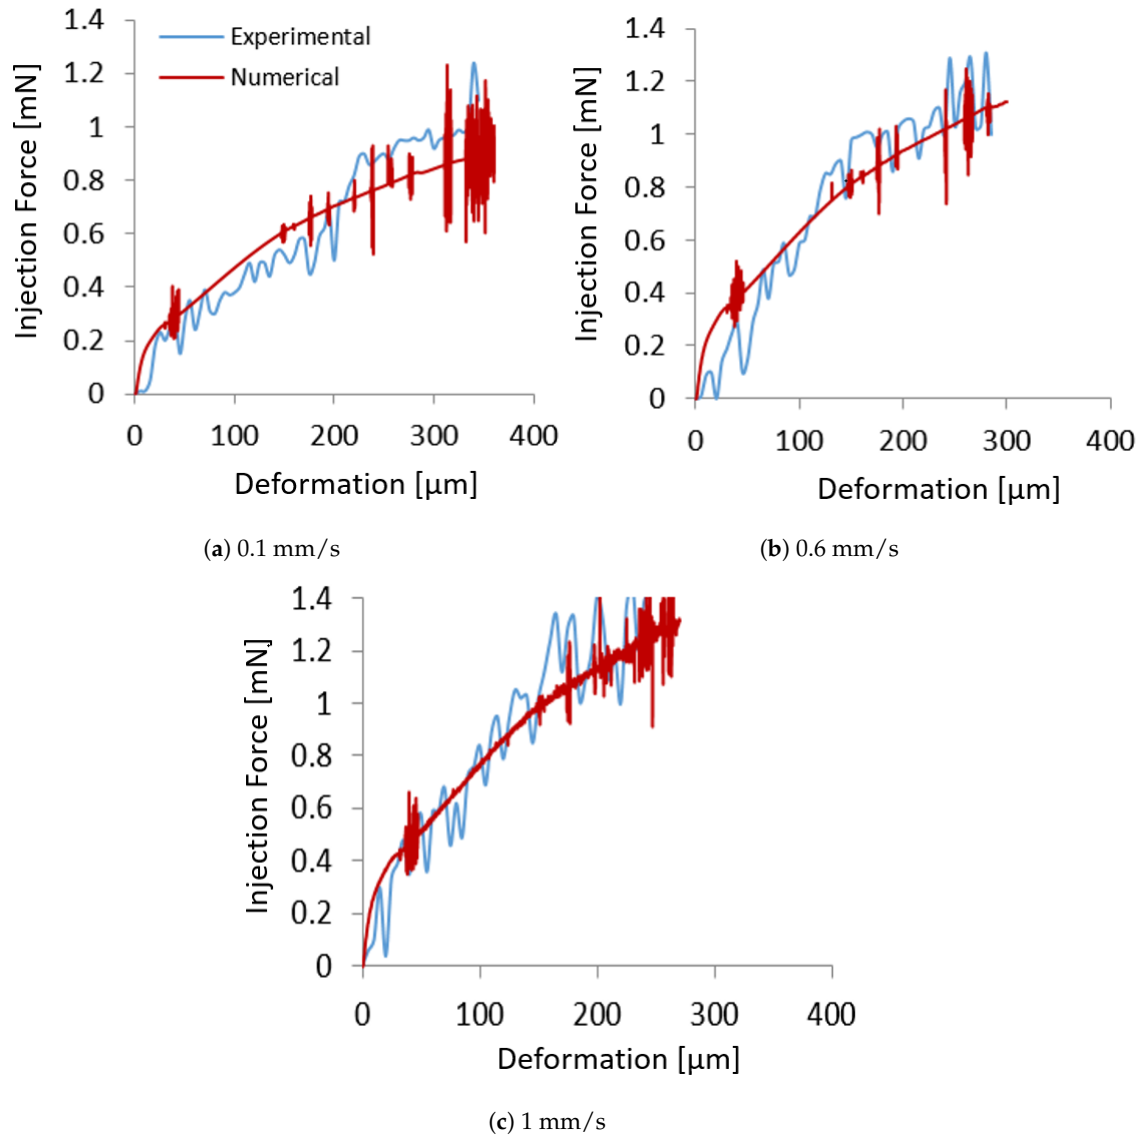 1.4
1.2
1
0.8
0.6
0.4
0.2
0
Injection Force [mN]
Experimental
Numerical
0 100 200 300 400
Deformation [μm]
(a) 0.1 mm/s
1.4
1.2
1
0.8
0.6
0.4
0.2
0
Injection Force [mN]
0 100 200 300 400
Deformation [μm]
(b) 0.6 mm/s
1.4
1.2
1
0.8
0.6
0.4
0.2
0
Injection Force [mN]
0 100 200 300 400
Deformation [μm]
(c) 1 mm/s